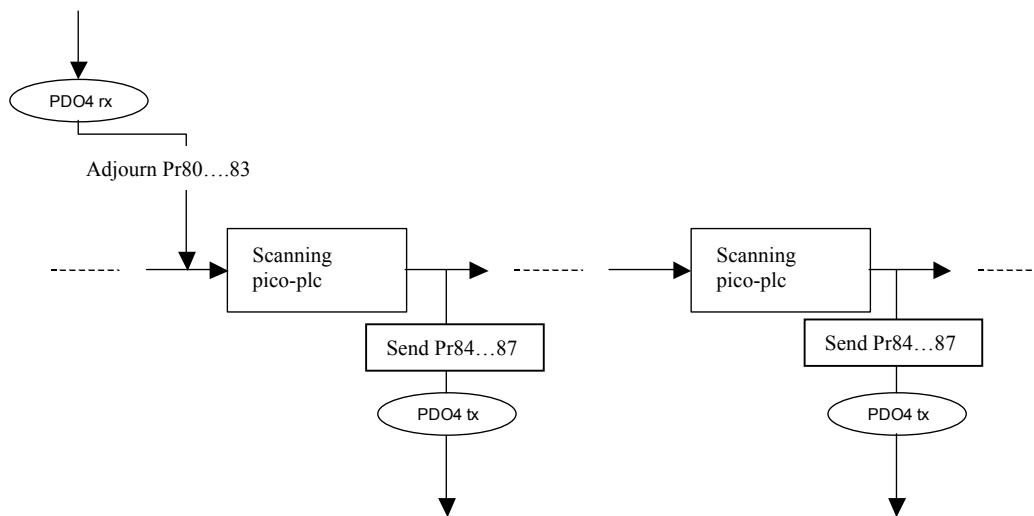 PDO4 rx
Adjourn Pr80….83
Scanning
pico-plc
Scanning
pico-plc
Send Pr84…87
Send Pr84…87
PDO4 tx
PDO4 tx